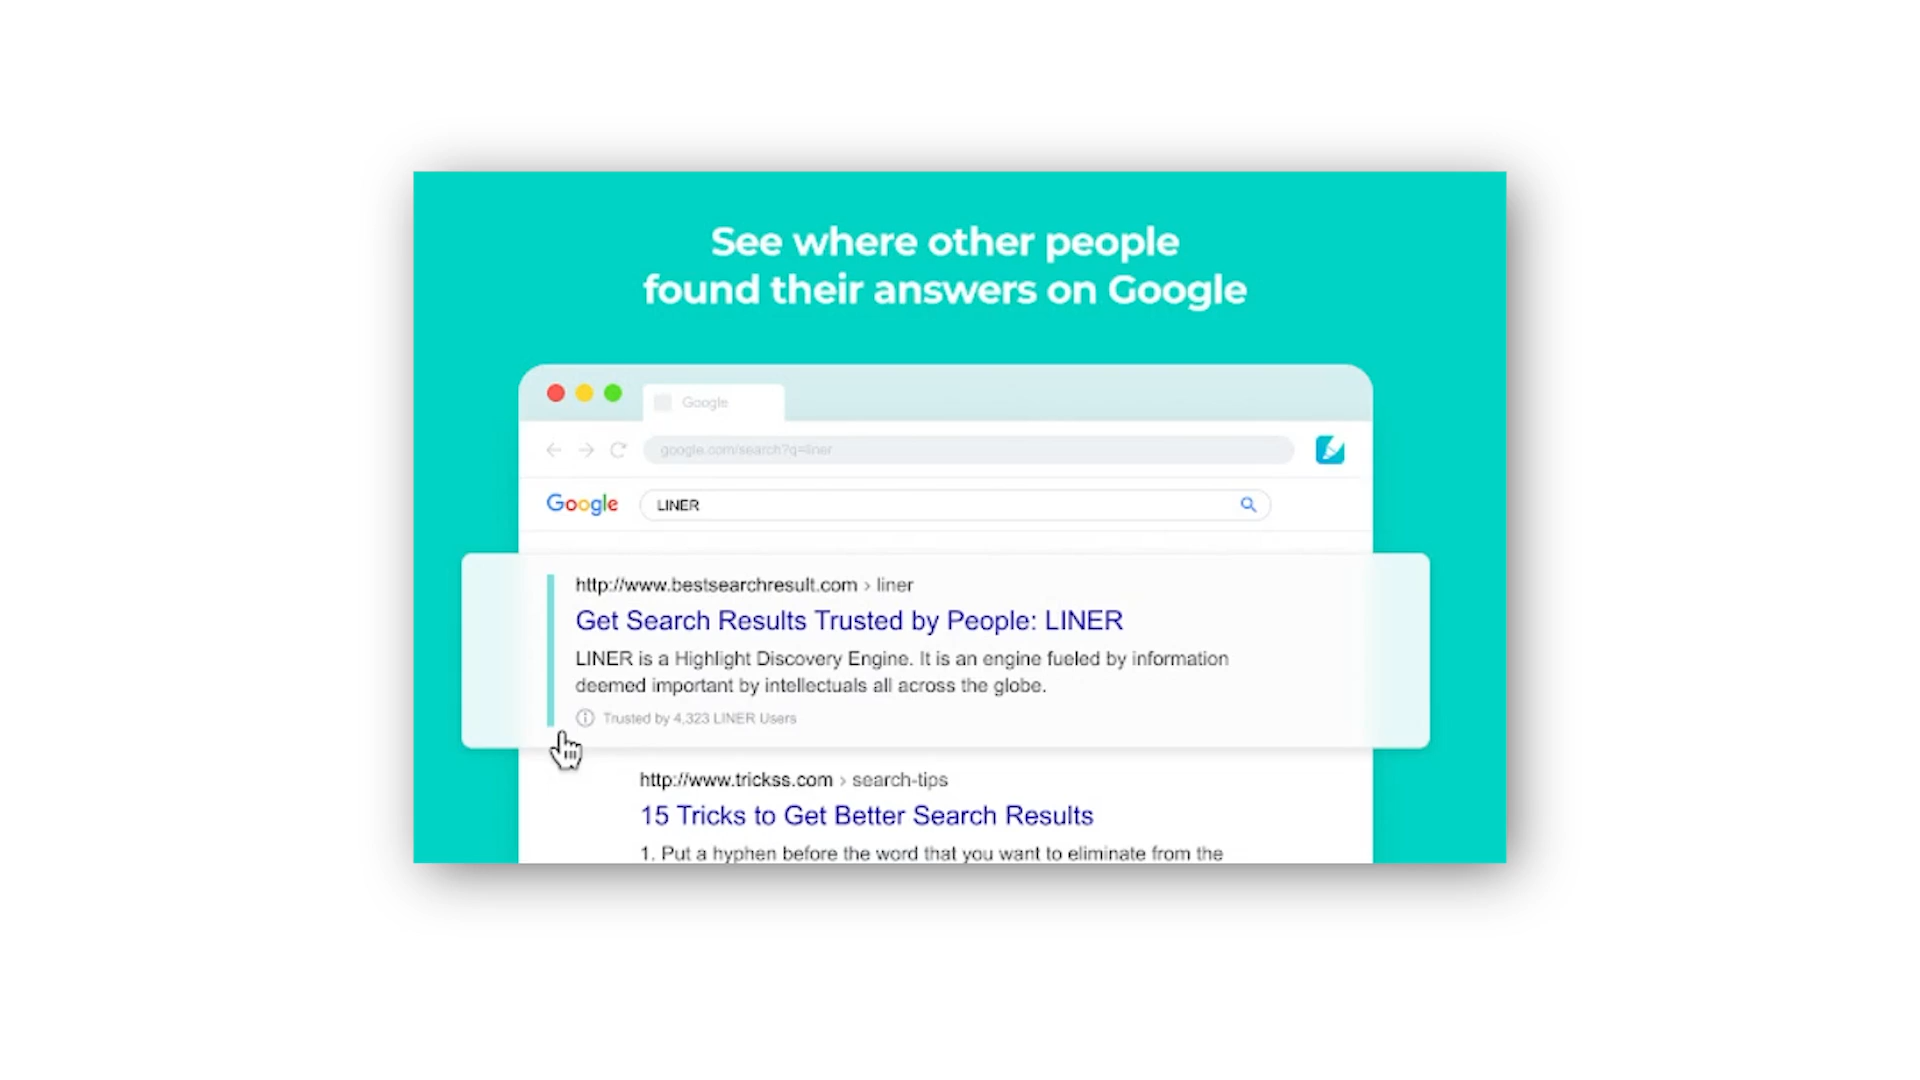 See where other people
found their answers on Google
Google
google.com/search?q=liner
Google
LINER
http://www.bestsearchresult.com › liner
Get Search Results Trusted by People: LINER
LINER is a Highlight Discovery Engine. It is an engine fueled by information
deemed important by intellectuals all across the globe.
Trusted by 4,323 LINER Users
http://www.trickss.com › search-tips
15 Tricks to Get Better Search Results
1. Put a hyphen before the word that you want to eliminate from the